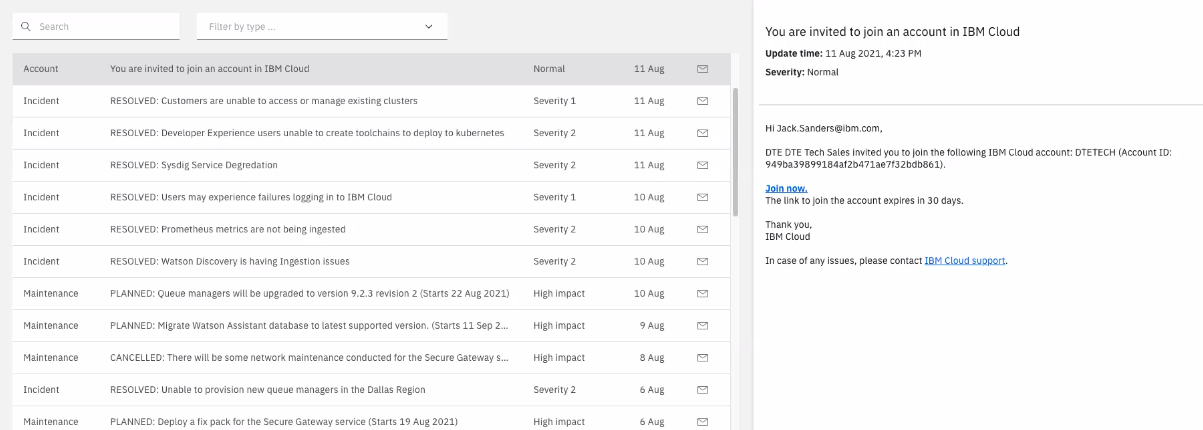 Search
Filter by type ...
Account You are invited to join an account in IBM Cloud Normal 11 Aug
Incident RESOLVED: Customers are unable to access or manage existing clusters Severity 1 11 Aug
Incident RESOLVED: Developer Experience users unable to create toolchains to deploy to kubernetes Severity 2 11 Aug
Incident RESOLVED: Sysdig Service Degredation Severity 2 11 Aug
Incident RESOLVED: Users may experience failures logging in to IBM Cloud Severity 1 10 Aug
Incident RESOLVED: Prometheus metrics are not being ingested Severity 2 10 Aug
Incident RESOLVED: Watson Discovery is having Ingestion issues Severity 2 10 Aug
Maintenance PLANNED: Queue managers will be upgraded to version 9.2.3 revision 2 (Starts 22 Aug 2021) High impact 10 Aug
Maintenance PLANNED: Migrate Watson Assistant database to latest supported version. (Starts 11 Sep 2... High impact 9 Aug
Maintenance CANCELLED: There will be some network maintenance conducted for the Secure Gateway s... High impact 8 Aug
Incident RESOLVED: Unable to provision new queue managers in the Dallas Region Severity 2 6 Aug
Maintenance PLANNED: Deploy a fix pack for the Secure Gateway service (Starts 19 Aug 2021) High impact 6 Aug
You are invited to join an account in IBM Cloud
Update time: 11 Aug 2021, 4:23 PM
Severity: Normal
Hi Jack.Sanders@ibm.com,
DTE DTE Tech Sales invited you to join the following IBM Cloud account: DTETECH (Account ID:
949ba39899184af2b471ae7f32bdb861).
Join now.
The link to join the account expires in 30 days.
Thank you,
IBM Cloud
In case of any issues, please contact IBM Cloud support.